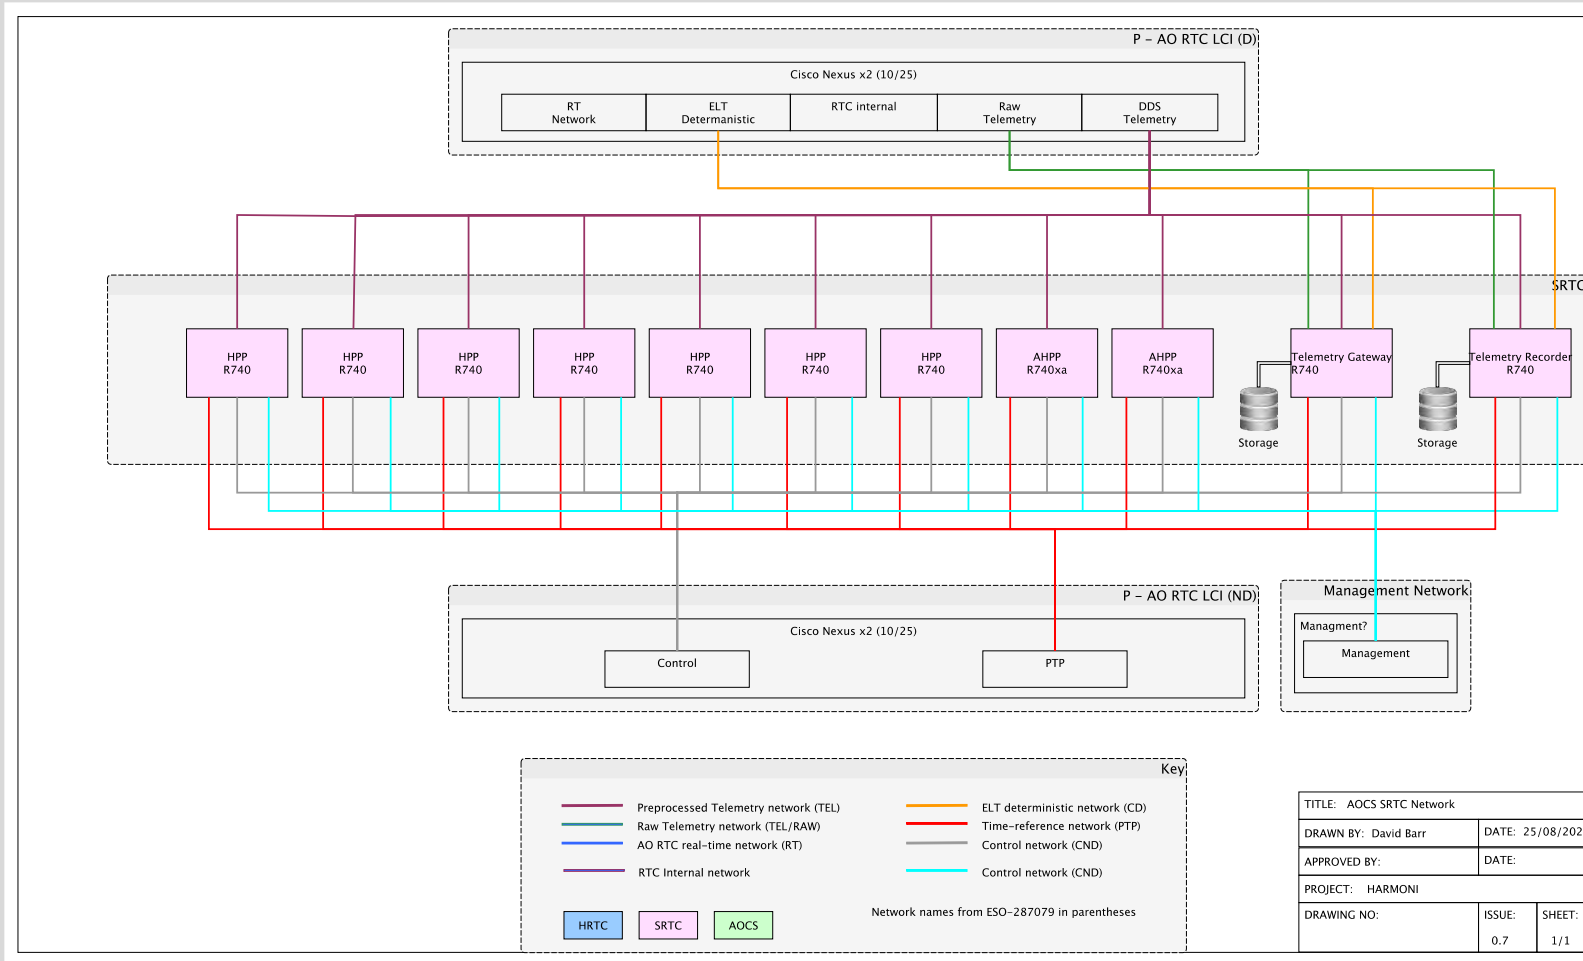 P – AO RTC LCI (D)
Cisco Nexus x2 (10/25)
RT
Network
ELT
Determanistic
RTC internal
Raw
Telemetry
DDS
Telemetry
SRTC
HPP
R740
HPP
R740
HPP
R740
HPP
R740
HPP
R740
HPP
R740
HPP
R740
AHPP
R740xa
AHPP
R740xa
Telemetry Gateway
R740
Telemetry Recorder
R740
Storage
Storage
P – AO RTC LCI (ND)
Cisco Nexus x2 (10/25)
Control
PTP
Management Network
Managment?
Management
Key
Preprocessed Telemetry network (TEL)
Raw Telemetry network (TEL/RAW)
AO RTC real-time network (RT)
RTC Internal network
ELT deterministic network (CD)
Time-reference network (PTP)
Control network (CND)
Control network (CND)
Network names from ESO-287079 in parentheses
HRTC
SRTC
AOCS
TITLE: AOCS SRTC Network
DRAWN BY: David Barr
DATE: 25/08/202
APPROVED BY:
DATE:
PROJECT: HARMONI
DRAWING NO:
ISSUE:
0.7
SHEET:
1/1